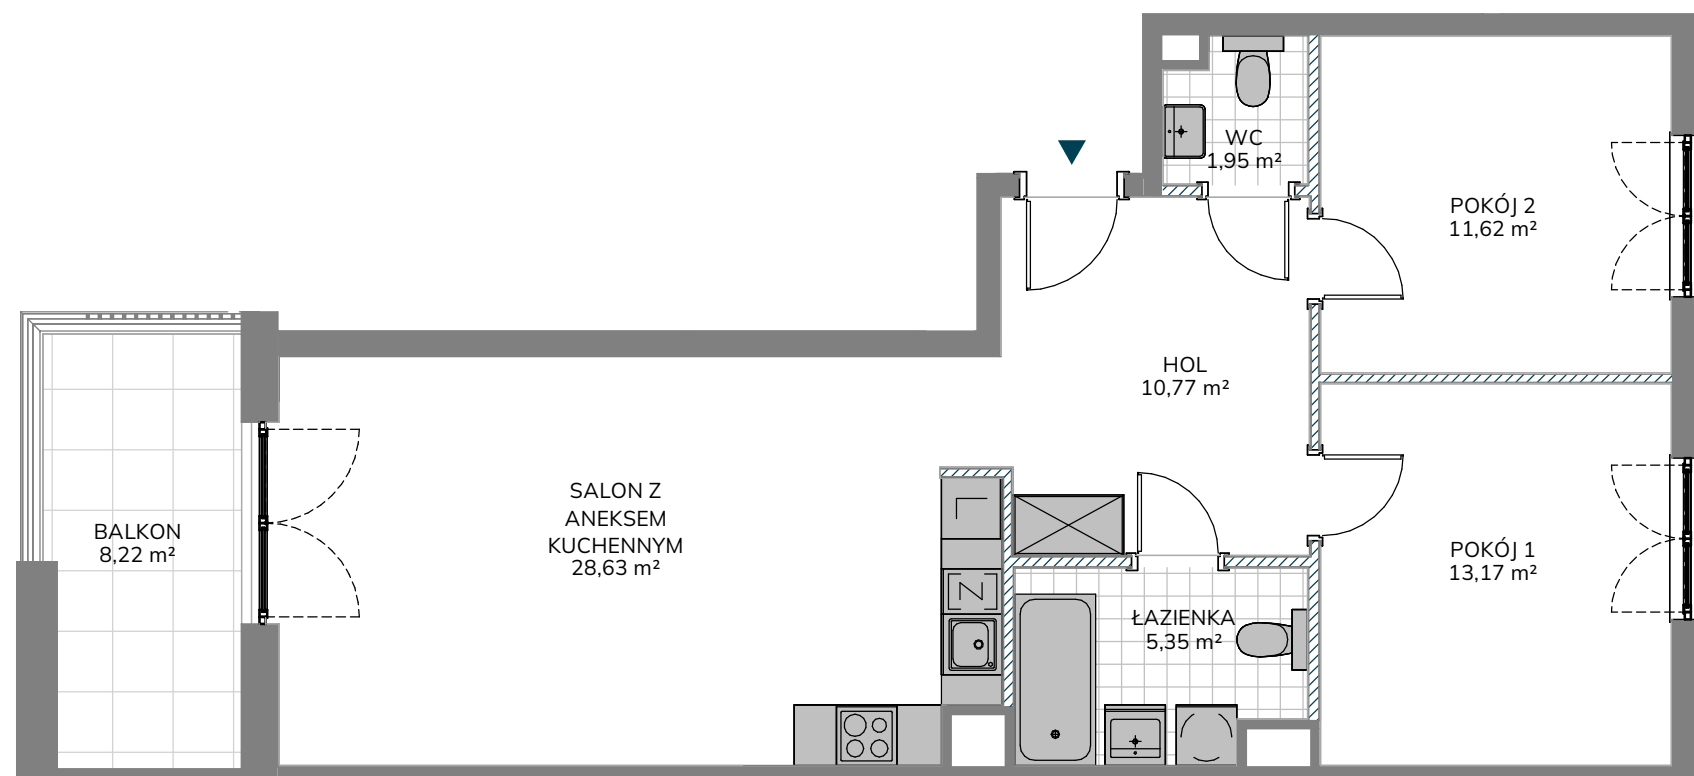 WC
1,95 m²
POKÓJ 2
11,62 m²
HOL
10,77 m²
SALON Z
ANEKSEM
KUCHENNYM
28,63 m²
L
Z
BALKON
8,22 m²
POKÓJ 1
13,17 m²
ŁAZIENKA
5,35 m²